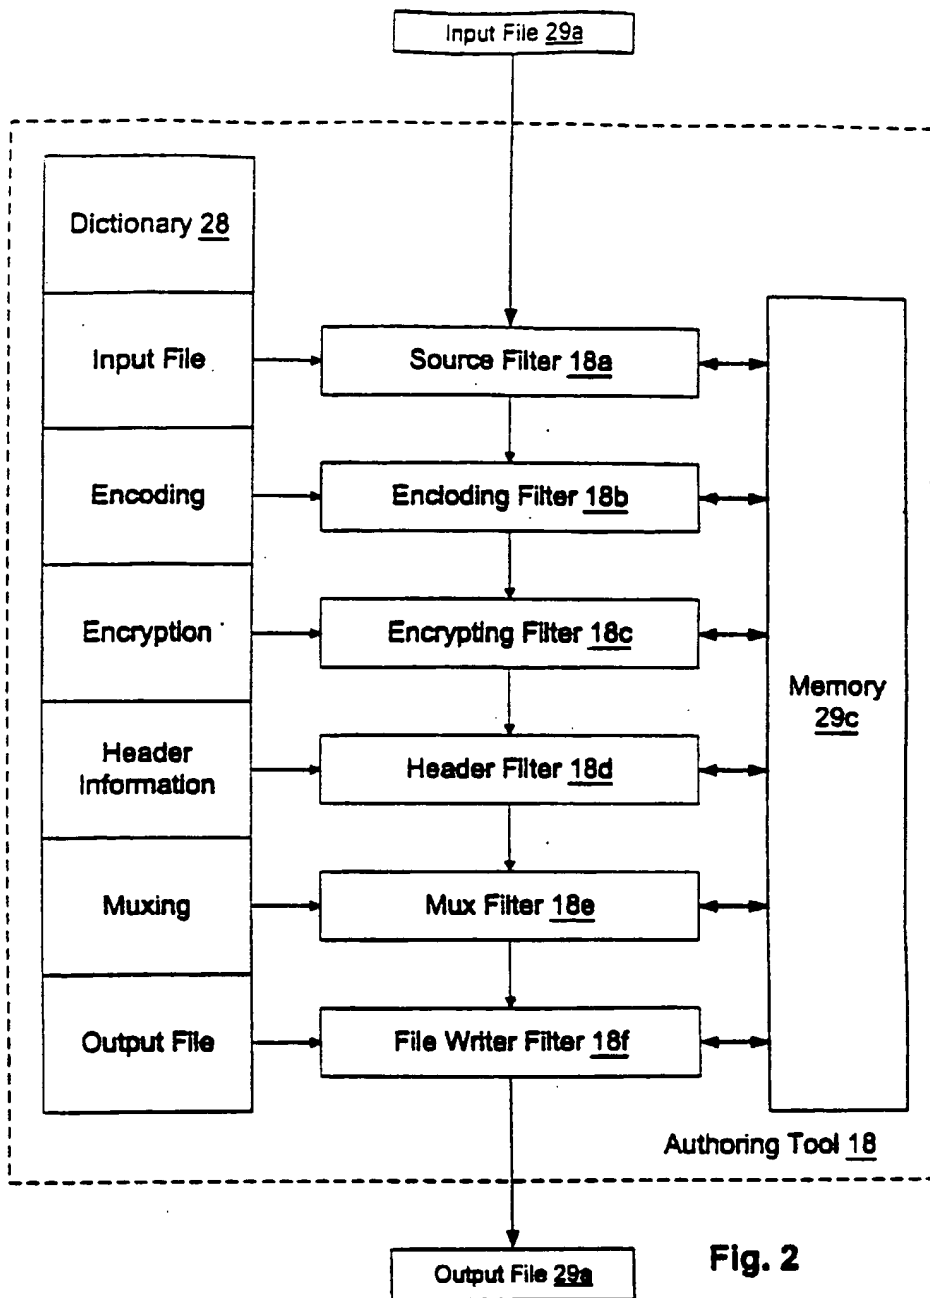 Input File 29a
Dictionary 28
Input File
Source Filter 18a
Encoding
Encloding Filter 18b
Encryption
Encrypting Filter 18c
Memory
29c
Header
Information
Header Filter 18d
Muxing
Mux Filter 18e
Output File
File Writer Filter 18f
Authoring Tool 18
Output File 29a
Fig. 2